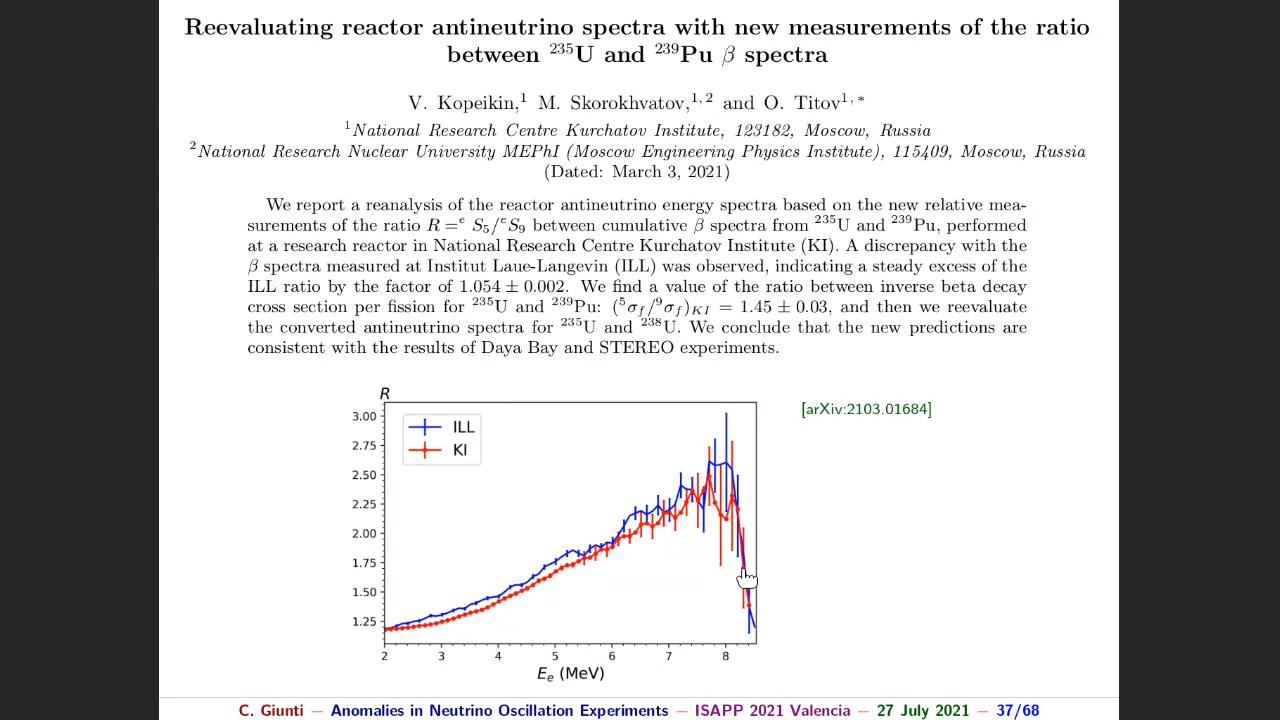 Reevaluating reactor antineutrino spectra with new measurements of the ratio
between ²³⁵U and ²³⁹Pu β spectra
V. Kopeikin,¹ M. Skorokhvatov,¹,² and O. Titov¹,*
¹National Research Centre Kurchatov Institute, 123182, Moscow, Russia
²National Research Nuclear University MEPhI (Moscow Engineering Physics Institute), 115409, Moscow, Russia
(Dated: March 3, 2021)
We report a reanalysis of the reactor antineutrino energy spectra based on the new relative mea-
surements of the ratio R =ᵉ S₅/ᵉS₉ between cumulative β spectra from ²³⁵U and ²³⁹Pu, performed
at a research reactor in National Research Centre Kurchatov Institute (KI). A discrepancy with the
β spectra measured at Institut Laue-Langevin (ILL) was observed, indicating a steady excess of the
ILL ratio by the factor of 1.054 ± 0.002. We find a value of the ratio between inverse beta decay
cross section per fission for ²³⁵U and ²³⁹Pu: (⁵σf/⁹σf)KI = 1.45 ± 0.03, and then we reevaluate
the converted antineutrino spectra for ²³⁵U and ²³⁸U. We conclude that the new predictions are
consistent with the results of Daya Bay and STEREO experiments.
R
3.00
2.75
2.50
2.25
2.00
1.75
1.50
1.25
ILL
KI
2 3 4 5 6 7 8
Eₑ (MeV)
[arXiv:2103.01684]
C. Giunti − Anomalies in Neutrino Oscillation Experiments − ISAPP 2021 Valencia − 27 July 2021 − 37/68